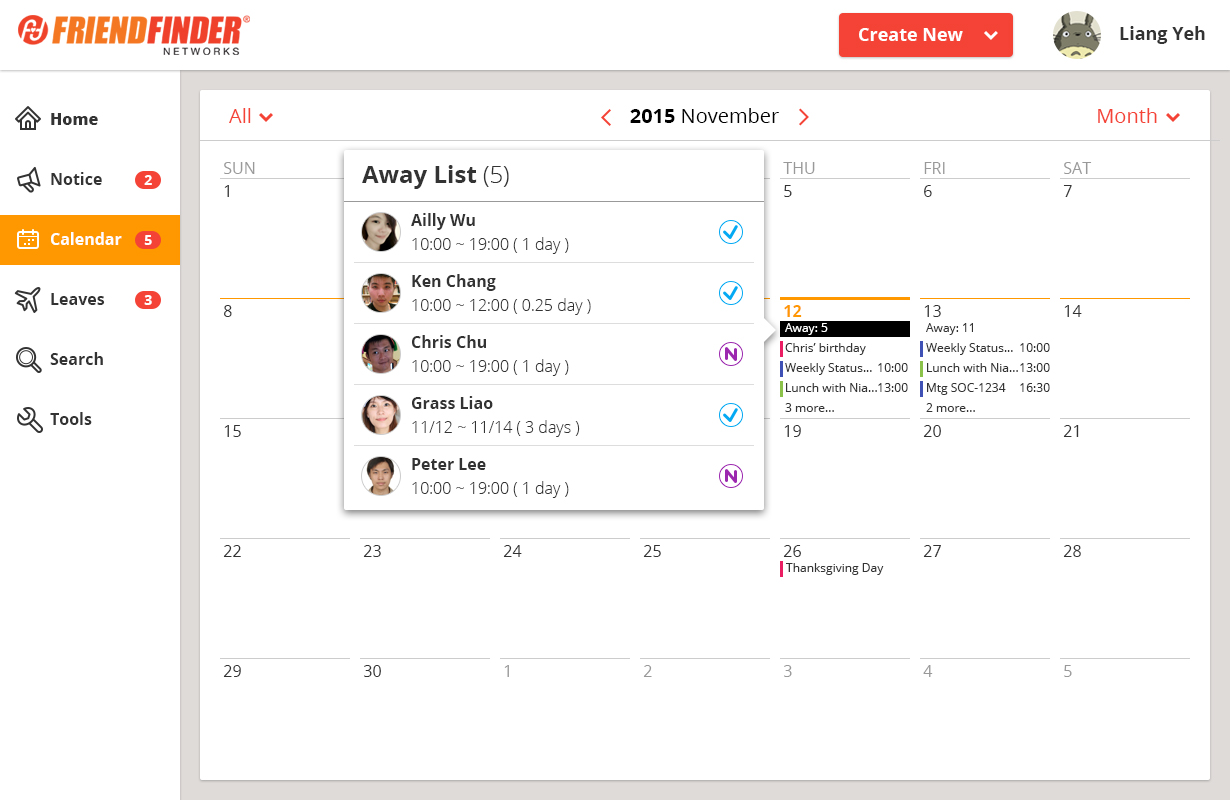 FRIENDFINDER®
NETWORKS
Create New
Liang Yeh
Home
Notice 2
Calendar 5
Leaves 3
Search
Tools
All
2015 November
Month
SUN THU FRI SAT
1 5 6 7
Away List (5)
Ailly Wu
10:00 ~ 19:00 ( 1 day )
Ken Chang
10:00 ~ 12:00 ( 0.25 day )
Chris Chu
10:00 ~ 19:00 ( 1 day )
N
Grass Liao
11/12 ~ 11/14 ( 3 days )
Peter Lee
10:00 ~ 19:00 ( 1 day )
N
8 12 13 14
Away: 5
Chris’ birthday
Weekly Status... 10:00
Lunch with Nia...13:00
3 more...
Away: 11
Weekly Status... 10:00
Lunch with Nia...13:00
Mtg SOC-1234 16:30
2 more...
15 19 20 21
22 23 24 25 26 27 28
Thanksgiving Day
29 30 1 2 3 4 5